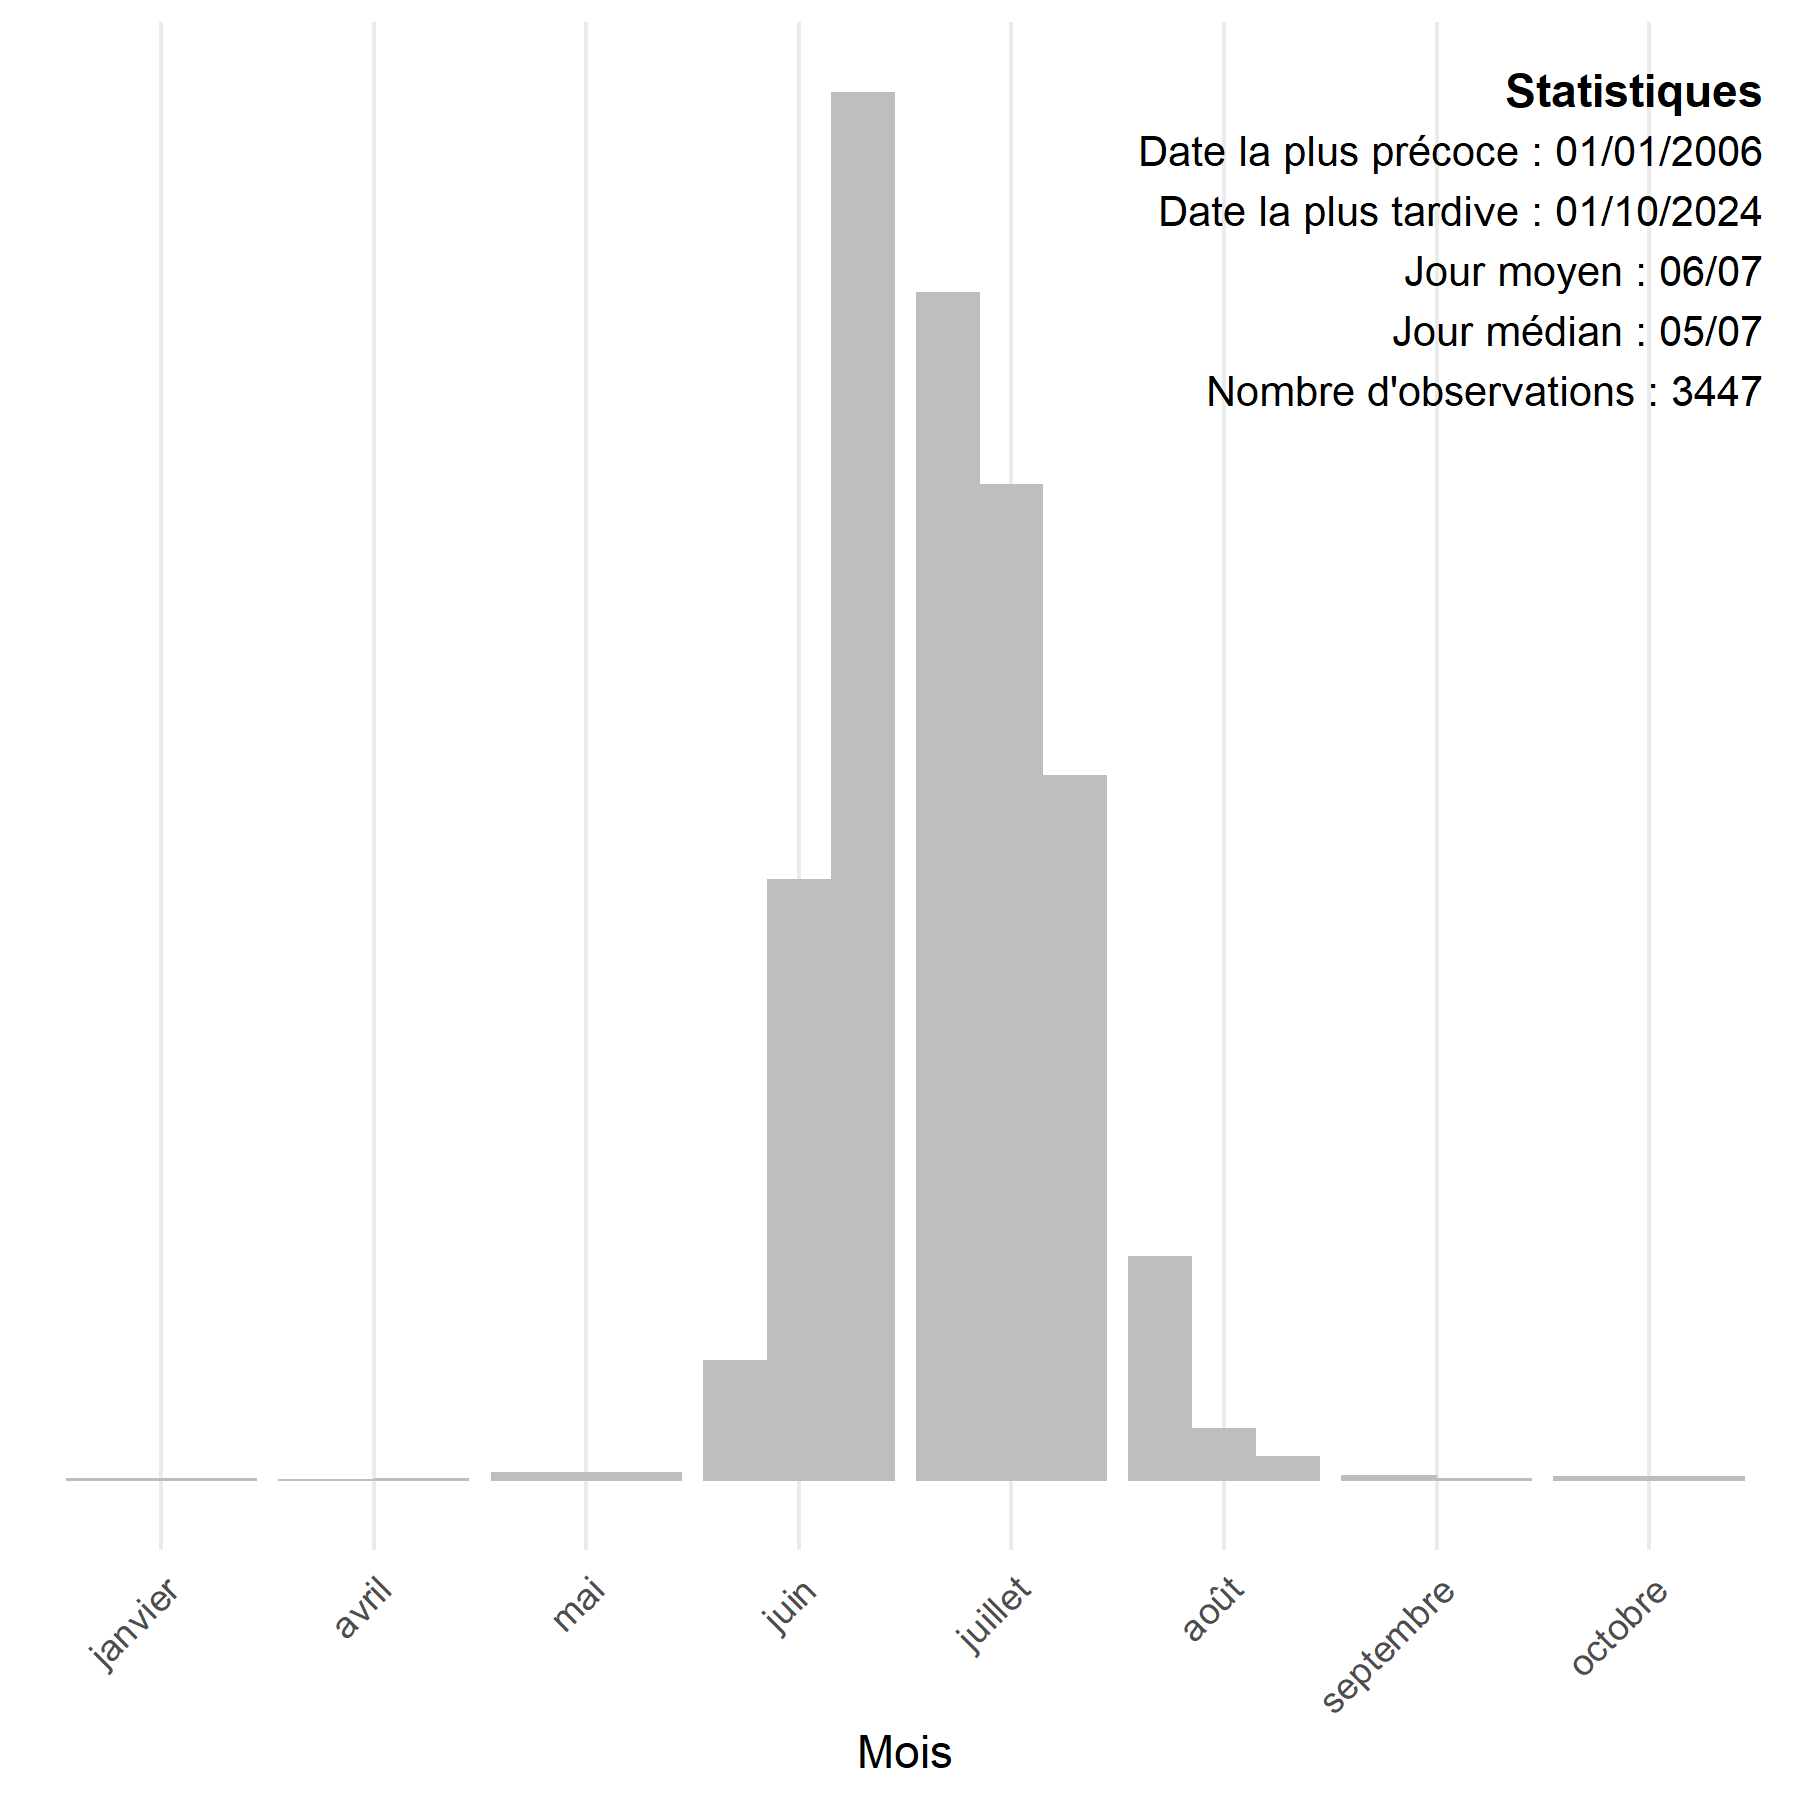 Statistiques
Date la plus précoce : 01/01/2006
Date la plus tardive : 01/10/2024
Jour moyen : 06/07
Jour médian : 05/07
Nombre d'observations : 3447
janvier
avril
mai
juin
juillet
août
septembre
octobre
Mois